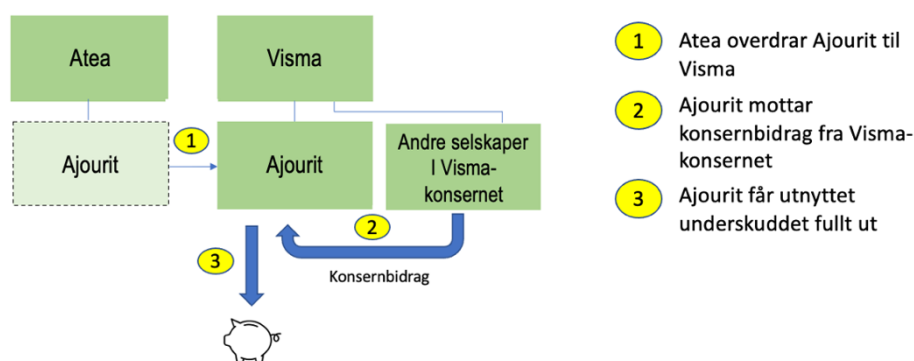 Atea
Visma
Ajourit
1
Ajourit
Andre selskaper
I Visma-
konsernet
2
3
Konsernbidrag
1
Atea overdrar Ajourit til
Visma
2
Ajourit mottar
konsernbidrag fra Visma-
konsernet
3
Ajourit får utnyttet
underskuddet fullt ut